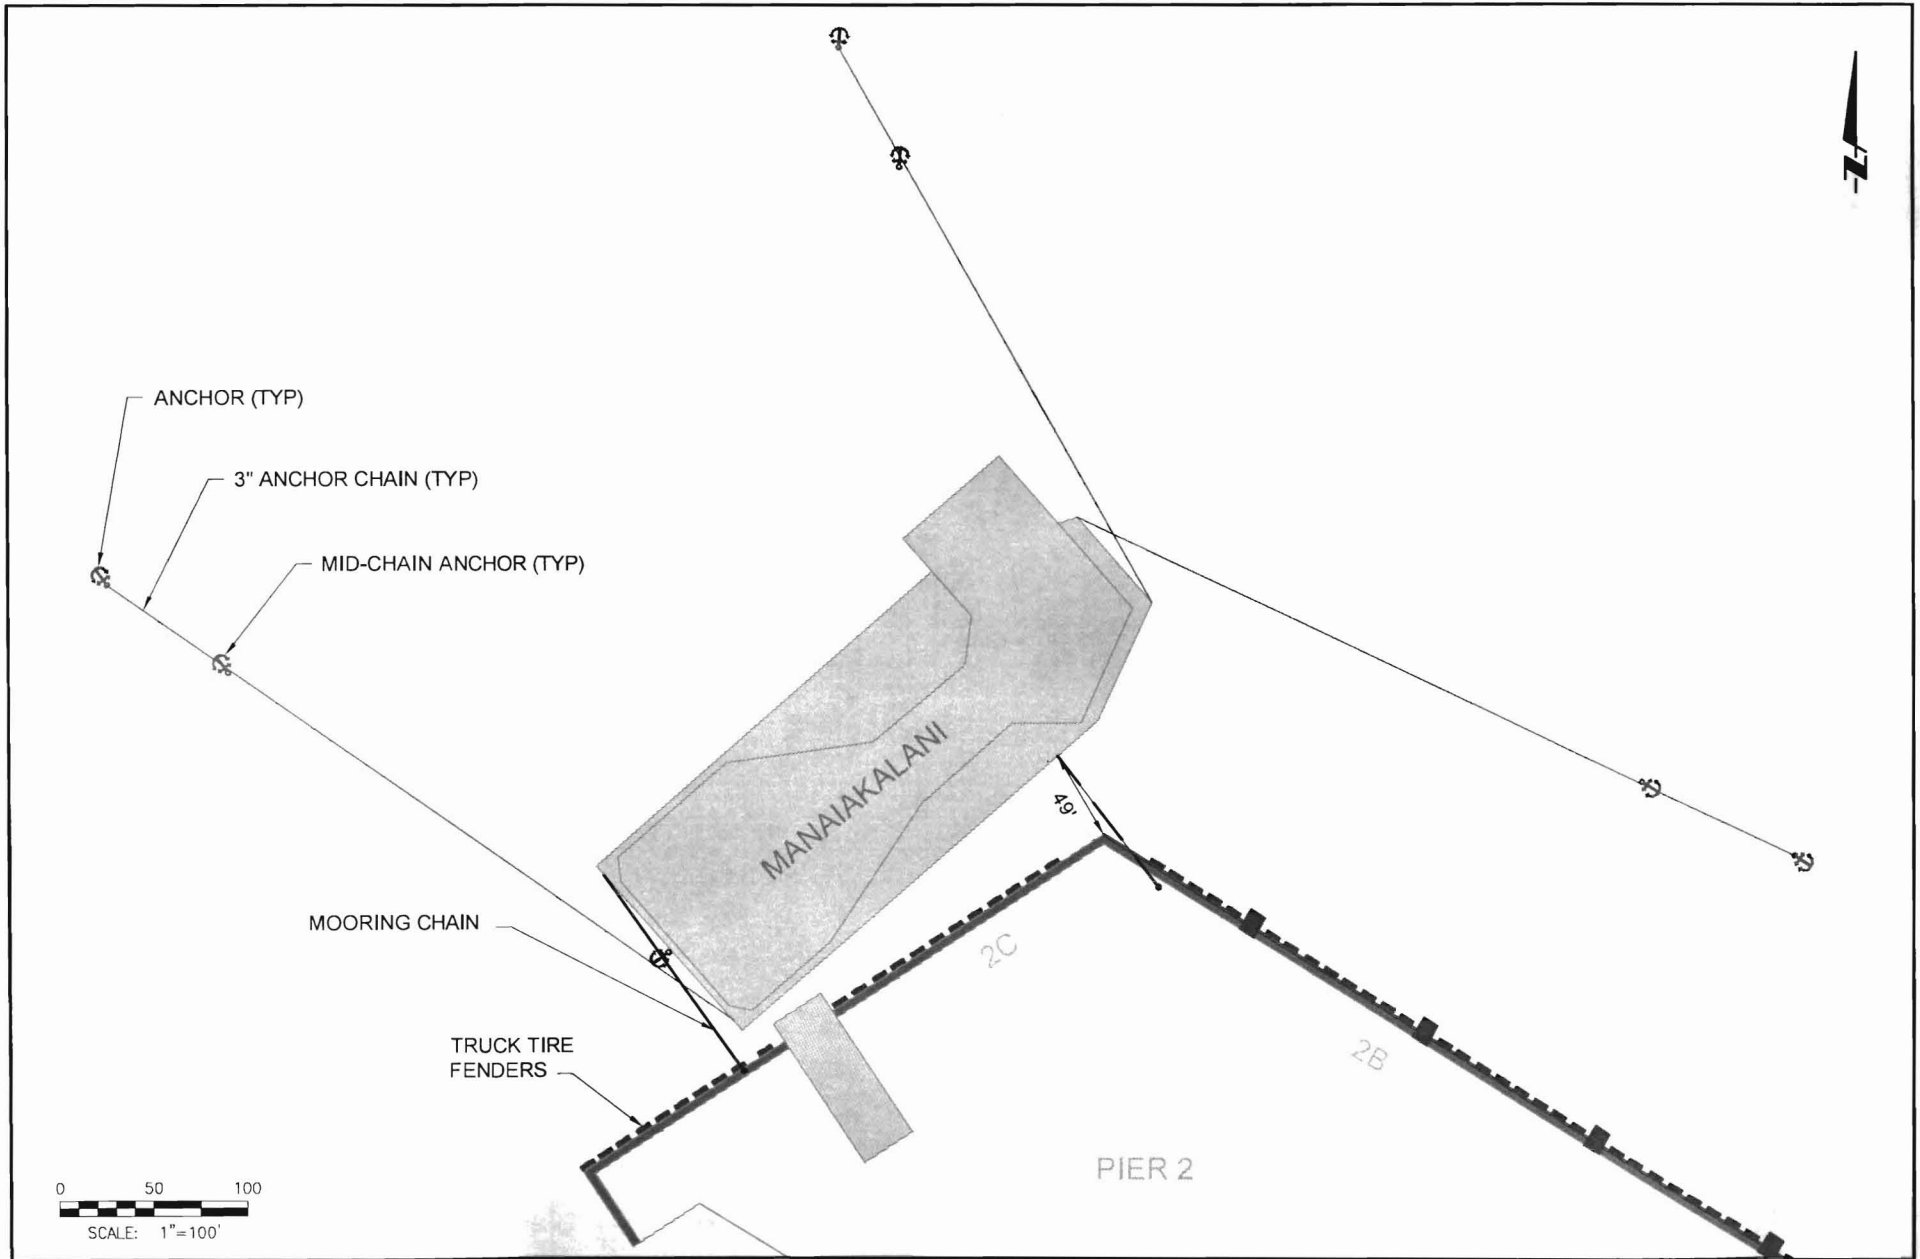 N
ANCHOR (TYP)
3" ANCHOR CHAIN (TYP)
MID-CHAIN ANCHOR (TYP)
MANAIAKALANI
49'
MOORING CHAIN
2C
TRUCK TIRE
FENDERS
2B
PIER 2
0 50 100
SCALE: 1"=100'